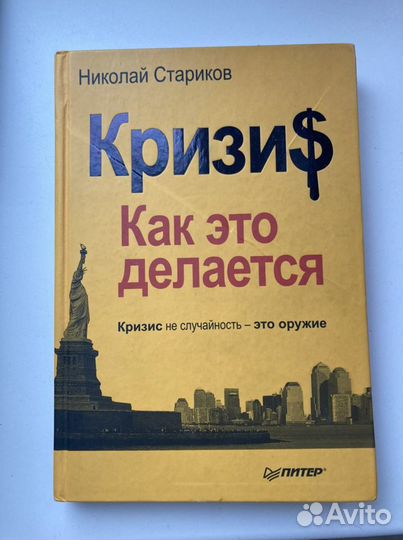 Николай Стариков
Кризи$
Как это
делается
Кризис не случайность – это оружие
ПИТЕР®
Avito